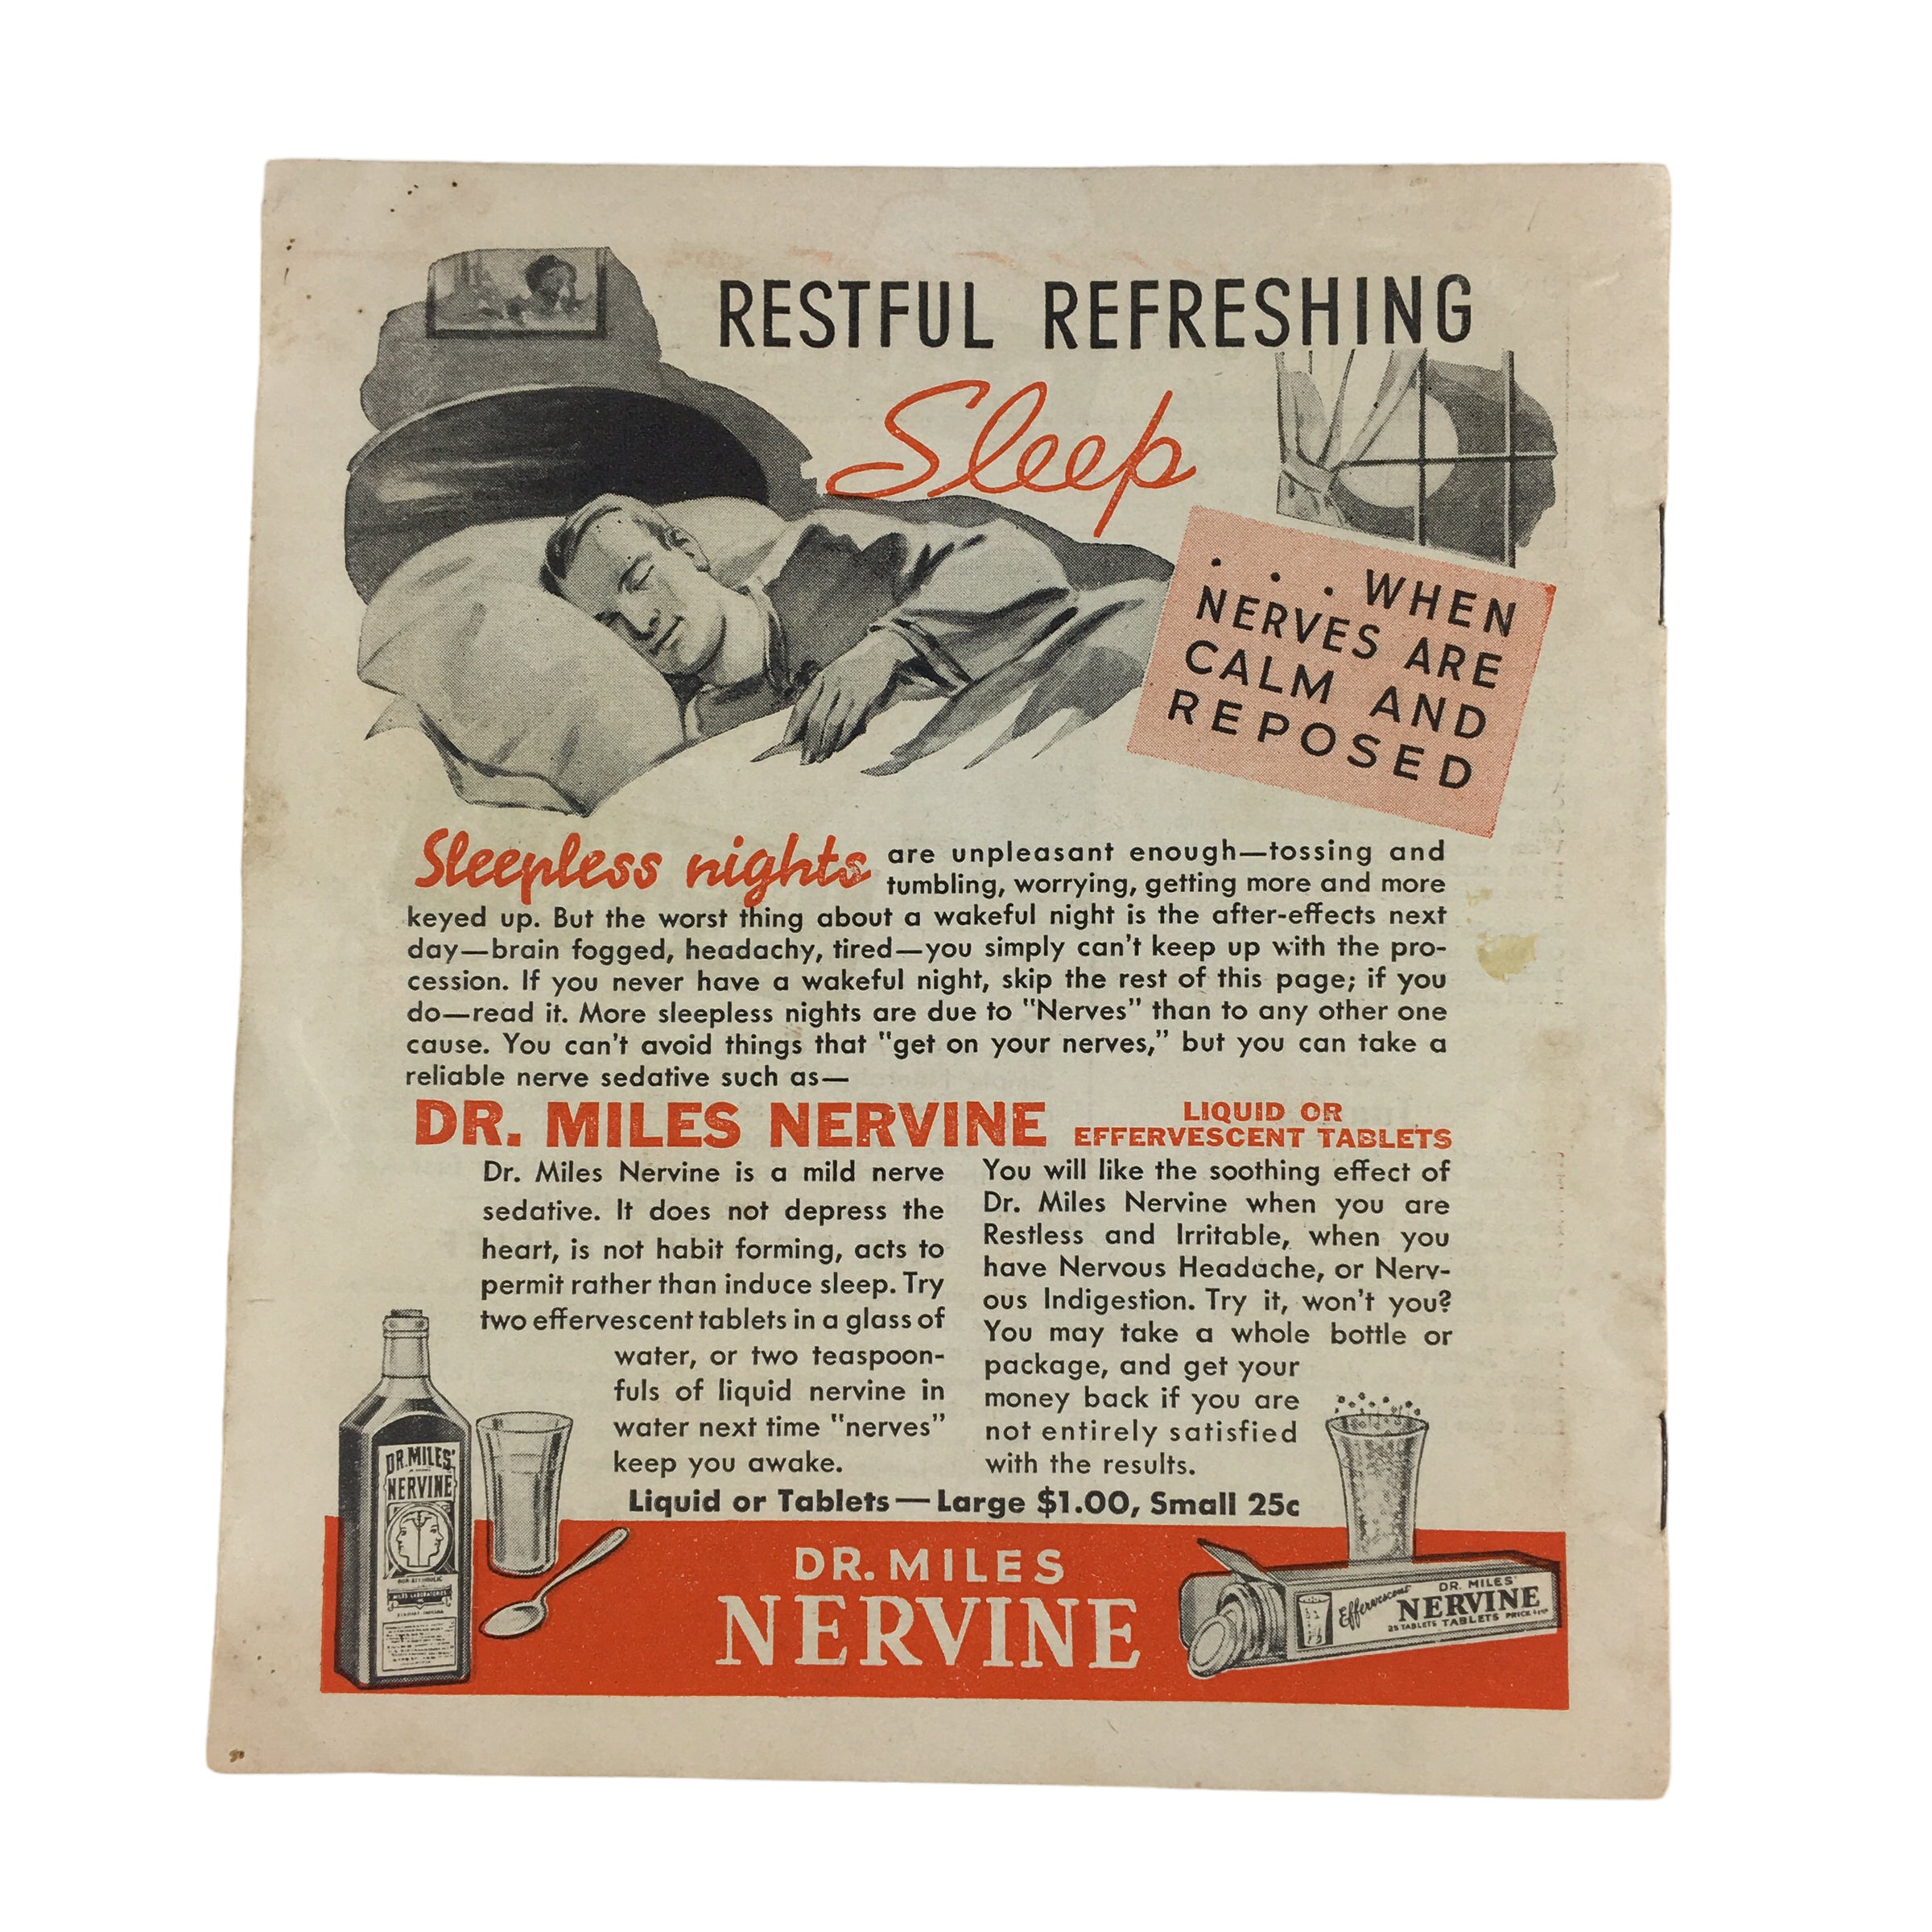 RESTFUL REFRESHING
Sleep
. . . WHEN
NERVES ARE
CALM AND
REPOSED
Sleepless nights are unpleasant enough—tossing and
tumbling, worrying, getting more and more
keyed up. But the worst thing about a wakeful night is the after-effects next
day—brain fogged, headachy, tired—you simply can't keep up with the pro-
cession. If you never have a wakeful night, skip the rest of this page; if you
do—read it. More sleepless nights are due to "Nerves" than to any other one
cause. You can't avoid things that "get on your nerves," but you can take a
reliable nerve sedative such as—
DR. MILES NERVINE
LIQUID OR
EFFERVESCENT TABLETS
Dr. Miles Nervine is a mild nerve
sedative. It does not depress the
heart, is not habit forming, acts to
permit rather than induce sleep. Try
two effervescent tablets in a glass of
water, or two teaspoon-
fuls of liquid nervine in
water next time "nerves"
keep you awake.
You will like the soothing effect of
Dr. Miles Nervine when you are
Restless and Irritable, when you
have Nervous Headache, or Nerv-
ous Indigestion. Try it, won't you?
You may take a whole bottle or
package, and get your
money back if you are
not entirely satisfied
with the results.
Liquid or Tablets—Large $1.00, Small 25c
DR. MILES'
NERVINE
NON-ALCOHOLIC
MILES LABORATORIES
DR. MILES
NERVINE
Effervescent
DR. MILES'
NERVINE
25 TABLETS TABLETS PRICE